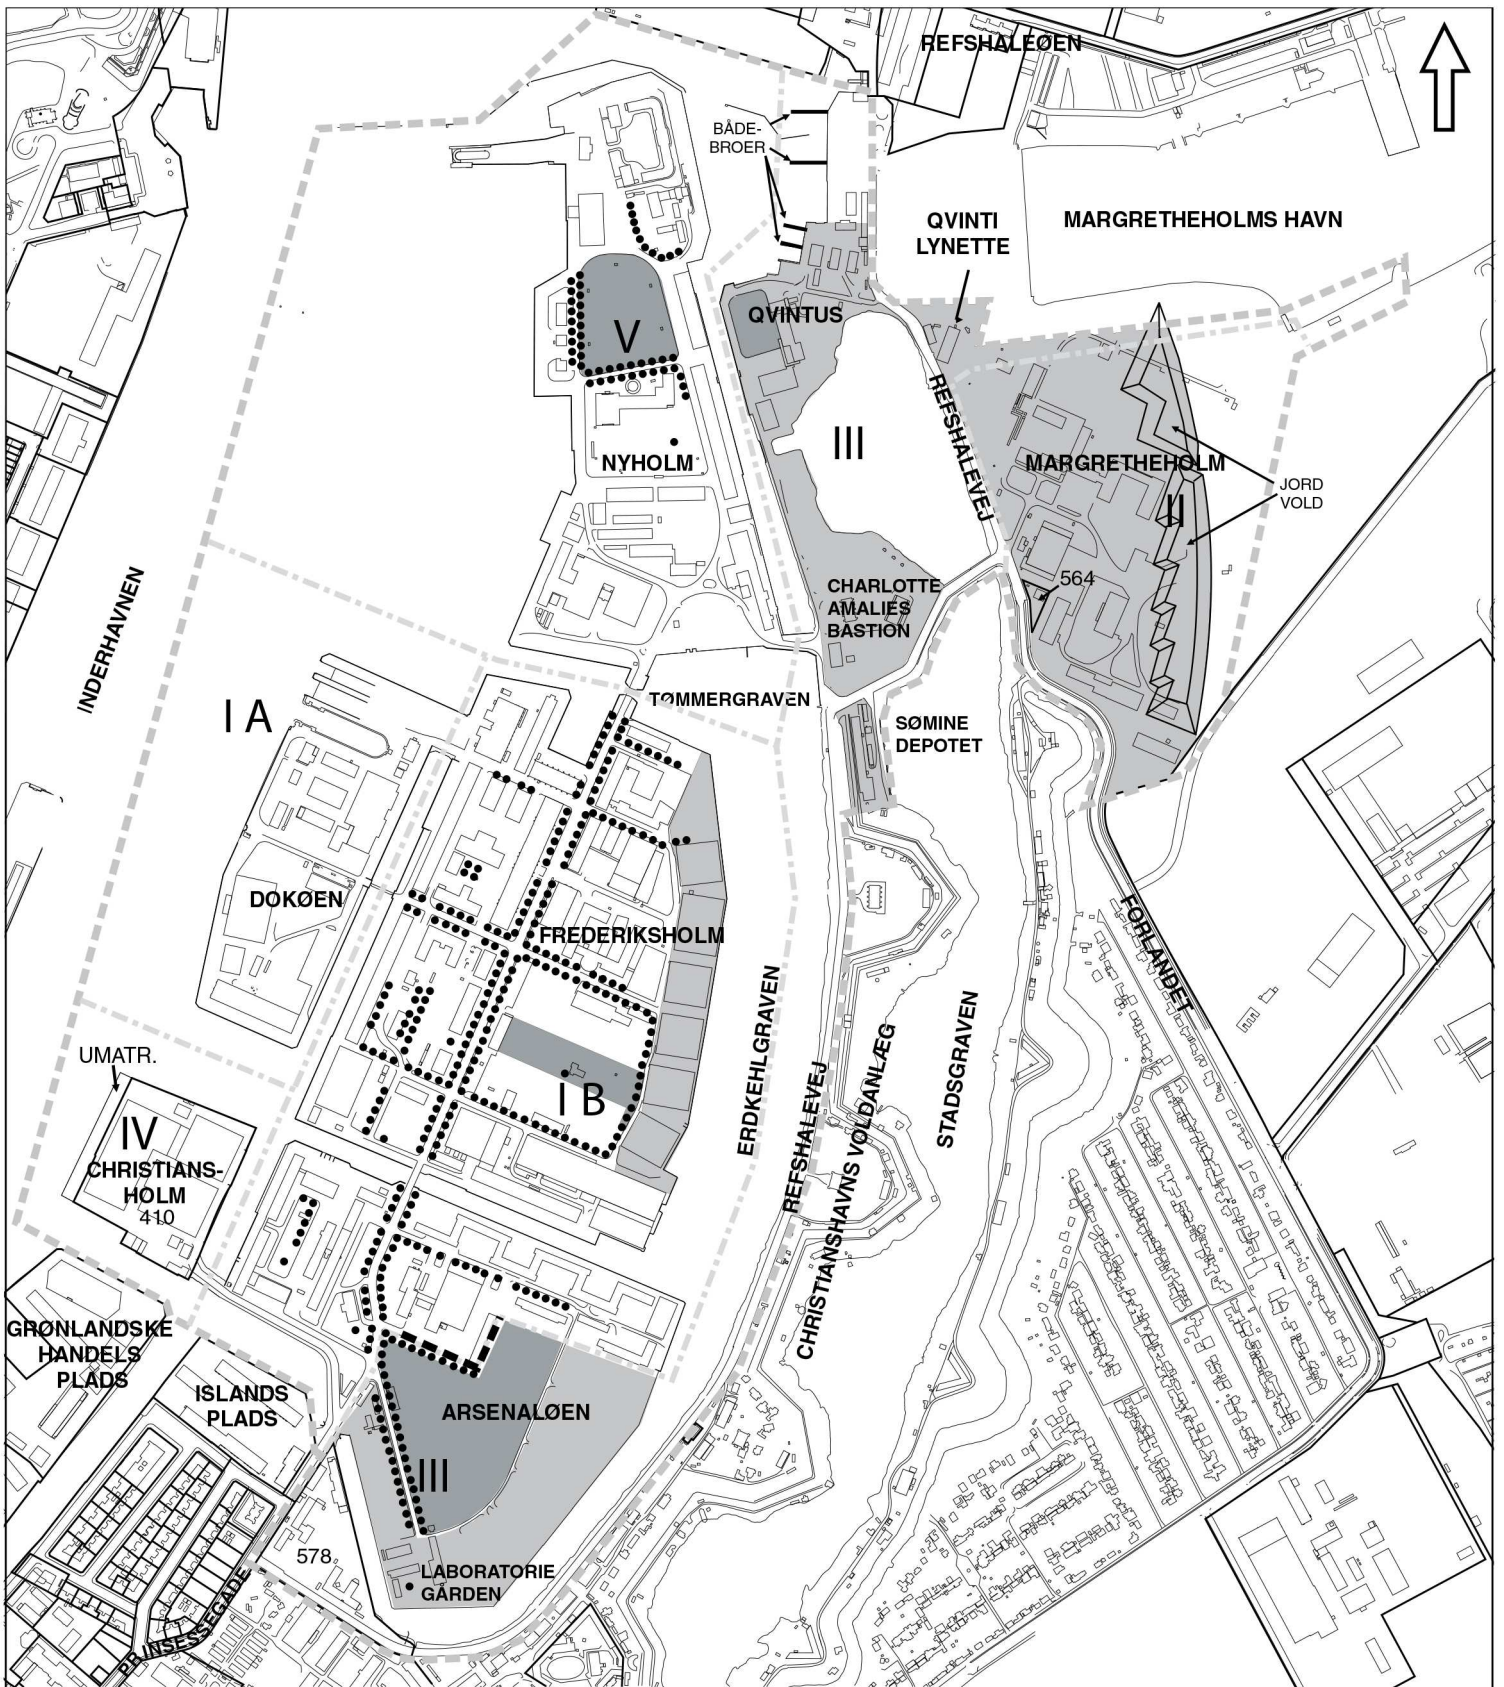 REFSHALEØEN
BÅDE-
BROER
QVINTI
LYNETTE
MARGRETHEHOLMS HAVN
QVINTUS
V
REFSHALEVEJ
III
NYHOLM
MARGRETHEHOLM
II
JORD
VOLD
564
CHARLOTTE
AMALIES
BASTION
INDERHAVNEN
TØMMERGRAVEN
I A
SØMINE
DEPOTET
DOKØEN
FREDERIKSHOLM
FORLANDET
ERDKEHLGRAVEN
STADSGRAVEN
UMATR.
I B
IV
CHRISTIANS-
HOLM
410
REFSHALEVEJ
CHRISTIANSHAVNS VOLDANLÆG
GRØNLANDSKE
HANDELS
PLADS
ISLANDS
PLADS
ARSENALØEN
III
578
LABORATORIE
GÅRDEN
PR INSESSEGADE